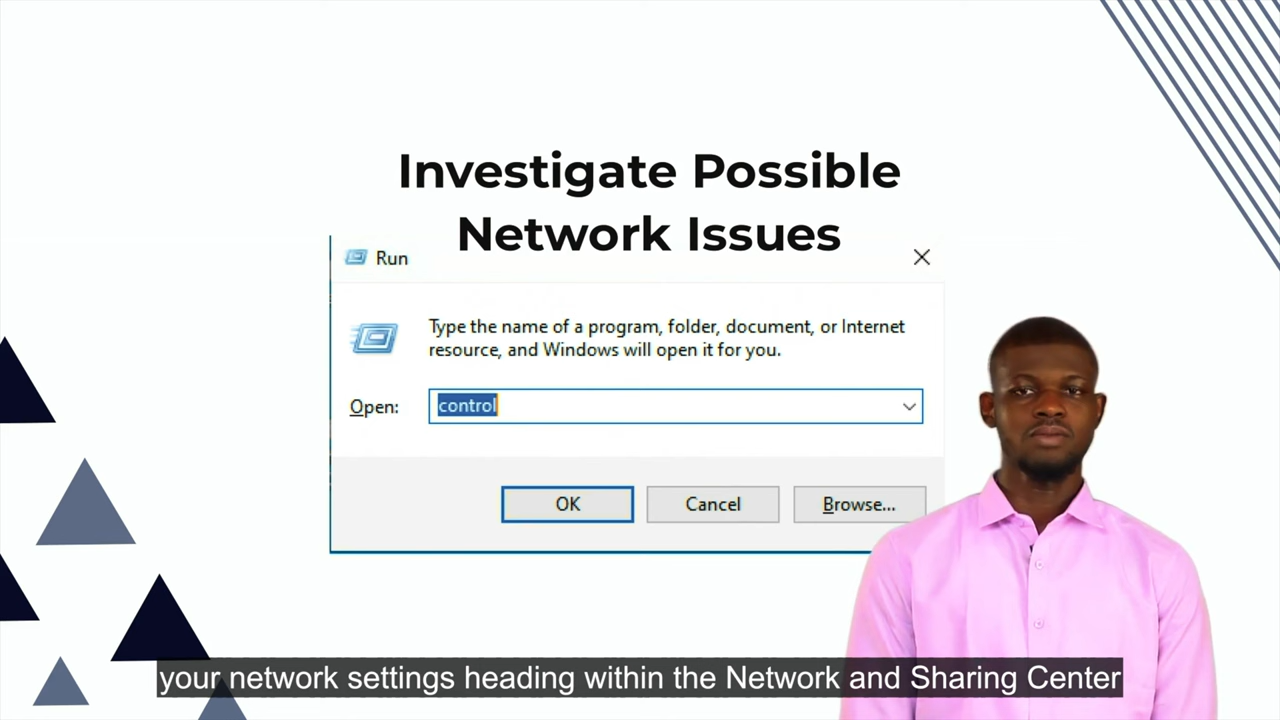 Investigate Possible
Network Issues
Run
Type the name of a program, folder, document, or Internet
resource, and Windows will open it for you.
Open:
control
OK
Cancel
Browse...
your network settings heading within the Network and Sharing Center